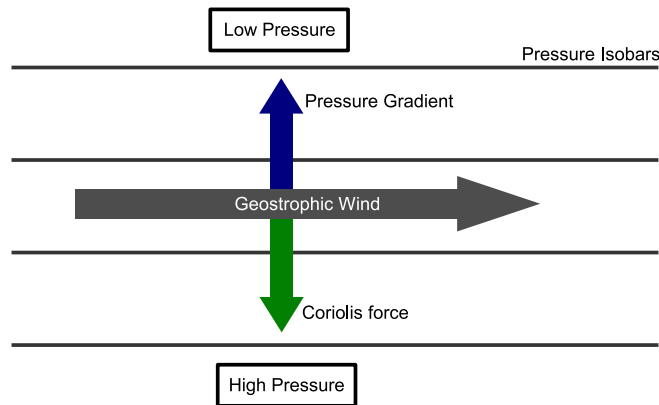 Low Pressure
Pressure Isobars
Pressure Gradient
Geostrophic Wind
Coriolis force
High Pressure